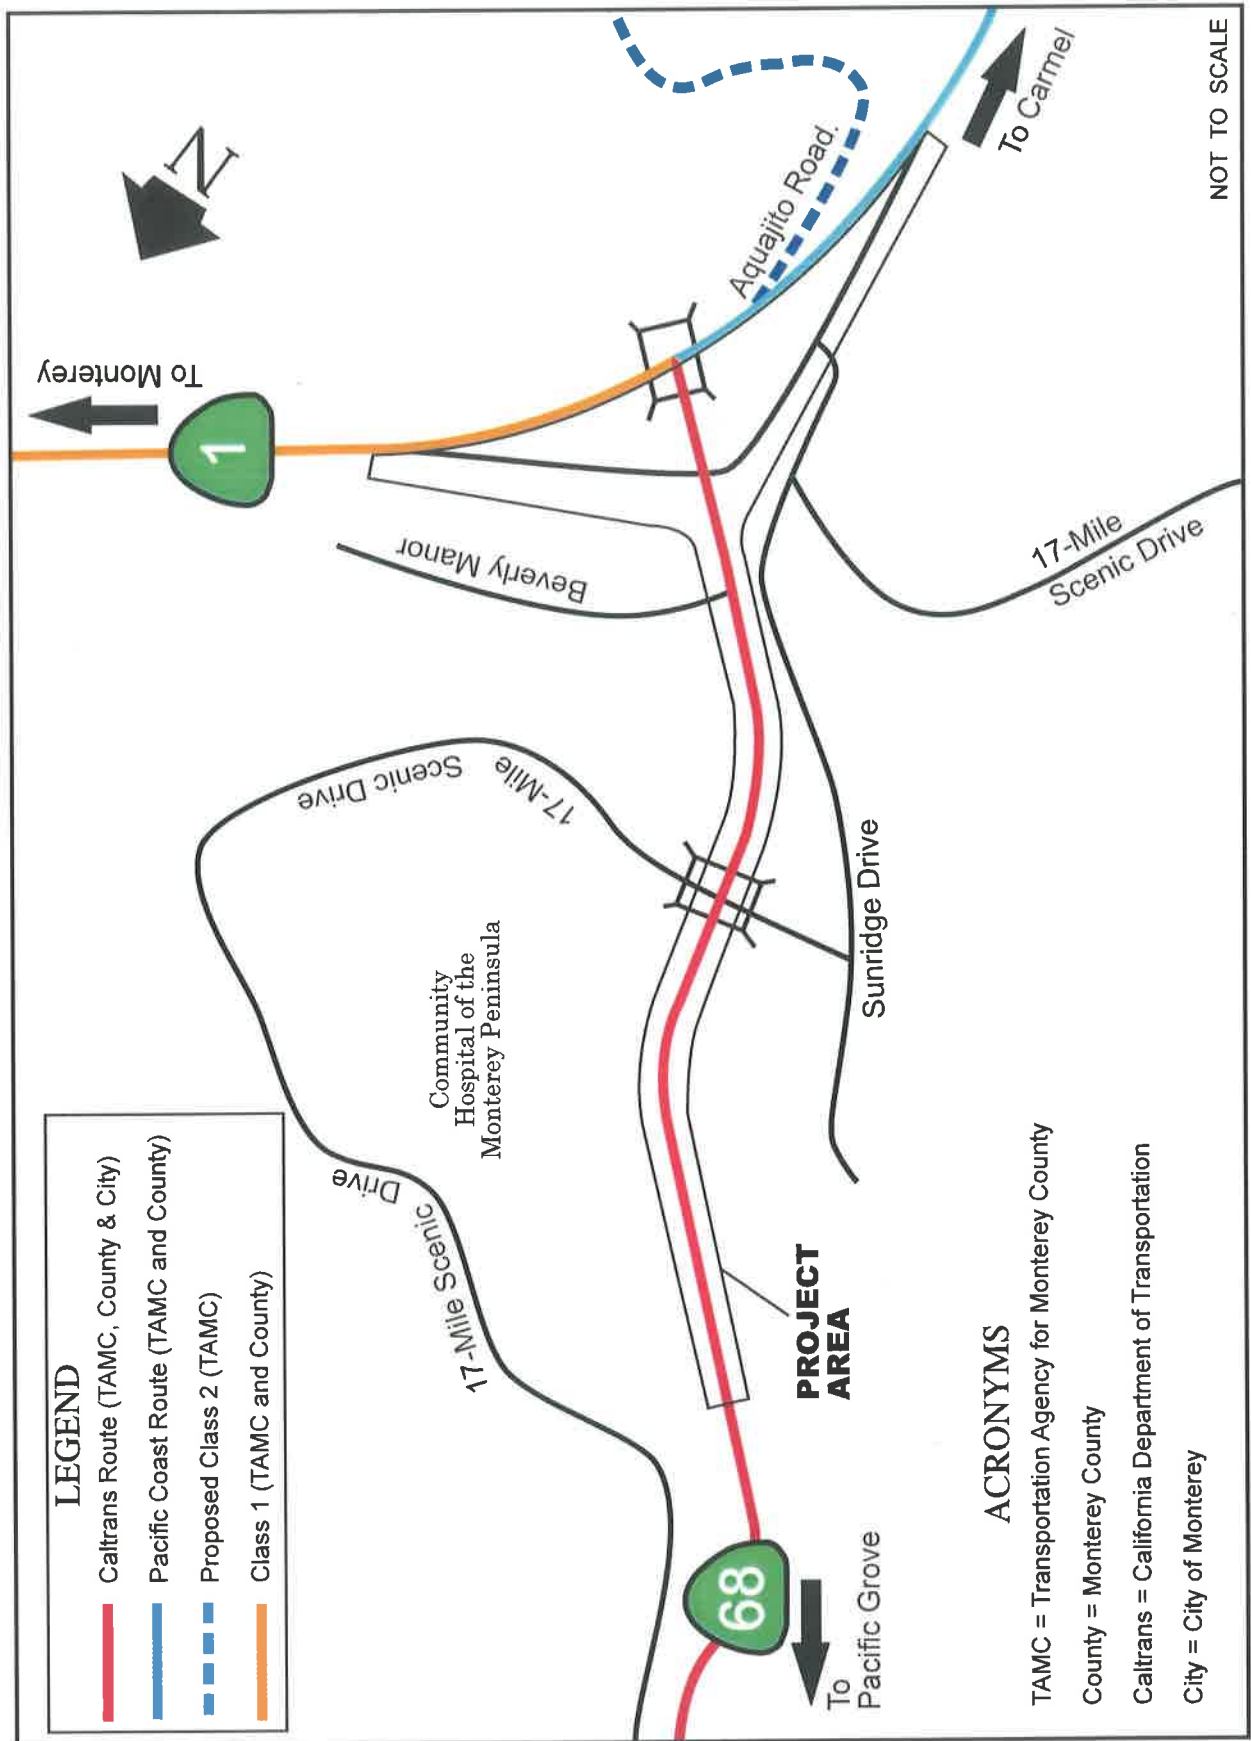 LEGEND
Caltrans Route (TAMC, County & City)
Pacific Coast Route (TAMC and County)
Proposed Class 2 (TAMC)
Class 1 (TAMC and County)
N
To Monterey
1
Aquajito Road.
To Carmel
Beverly Manor
17-Mile
Scenic Drive
17-Mile
Scenic Drive
Community
Hospital of the
Monterey Peninsula
Sunridge Drive
17-Mile Scenic
Drive
PROJECT
AREA
68
To
Pacific Grove
ACRONYMS
TAMC = Transportation Agency for Monterey County
County = Monterey County
Caltrans = California Department of Transportation
City = City of Monterey
NOT TO SCALE